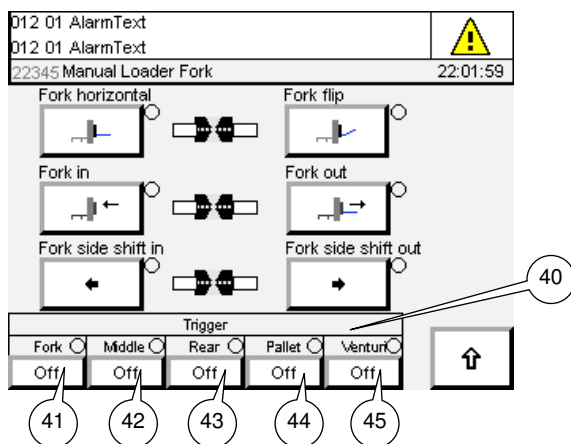 012 01 AlarmText
012 01 AlarmText
22345 Manual Loader Fork 22:01:59
Fork horizontal Fork flip
Fork in Fork out
Fork side shift in Fork side shift out
40
Trigger
Fork Middle Rear Pallet Venturi
Off Off Off Off Off
41 42 43 44 45